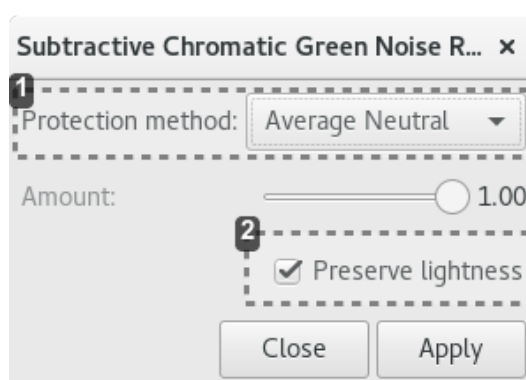 Subtractive Chromatic Green Noise R... ×
1
Protection method: Average Neutral
Amount: 1.00
2
Preserve lightness
Close Apply